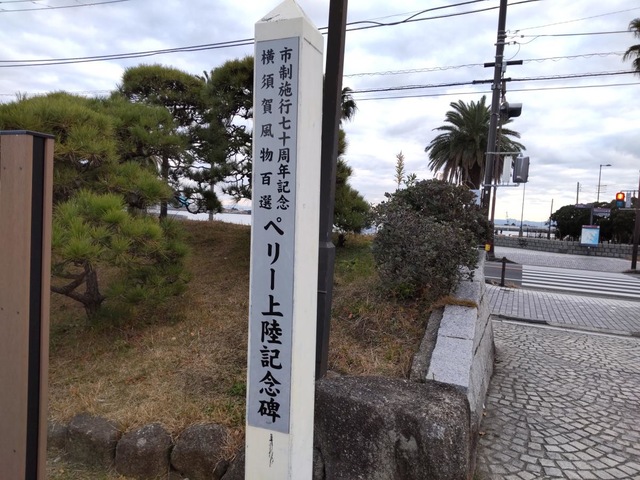 市制施行七十周年記念
横須賀風物百選
ペリー上陸記念碑